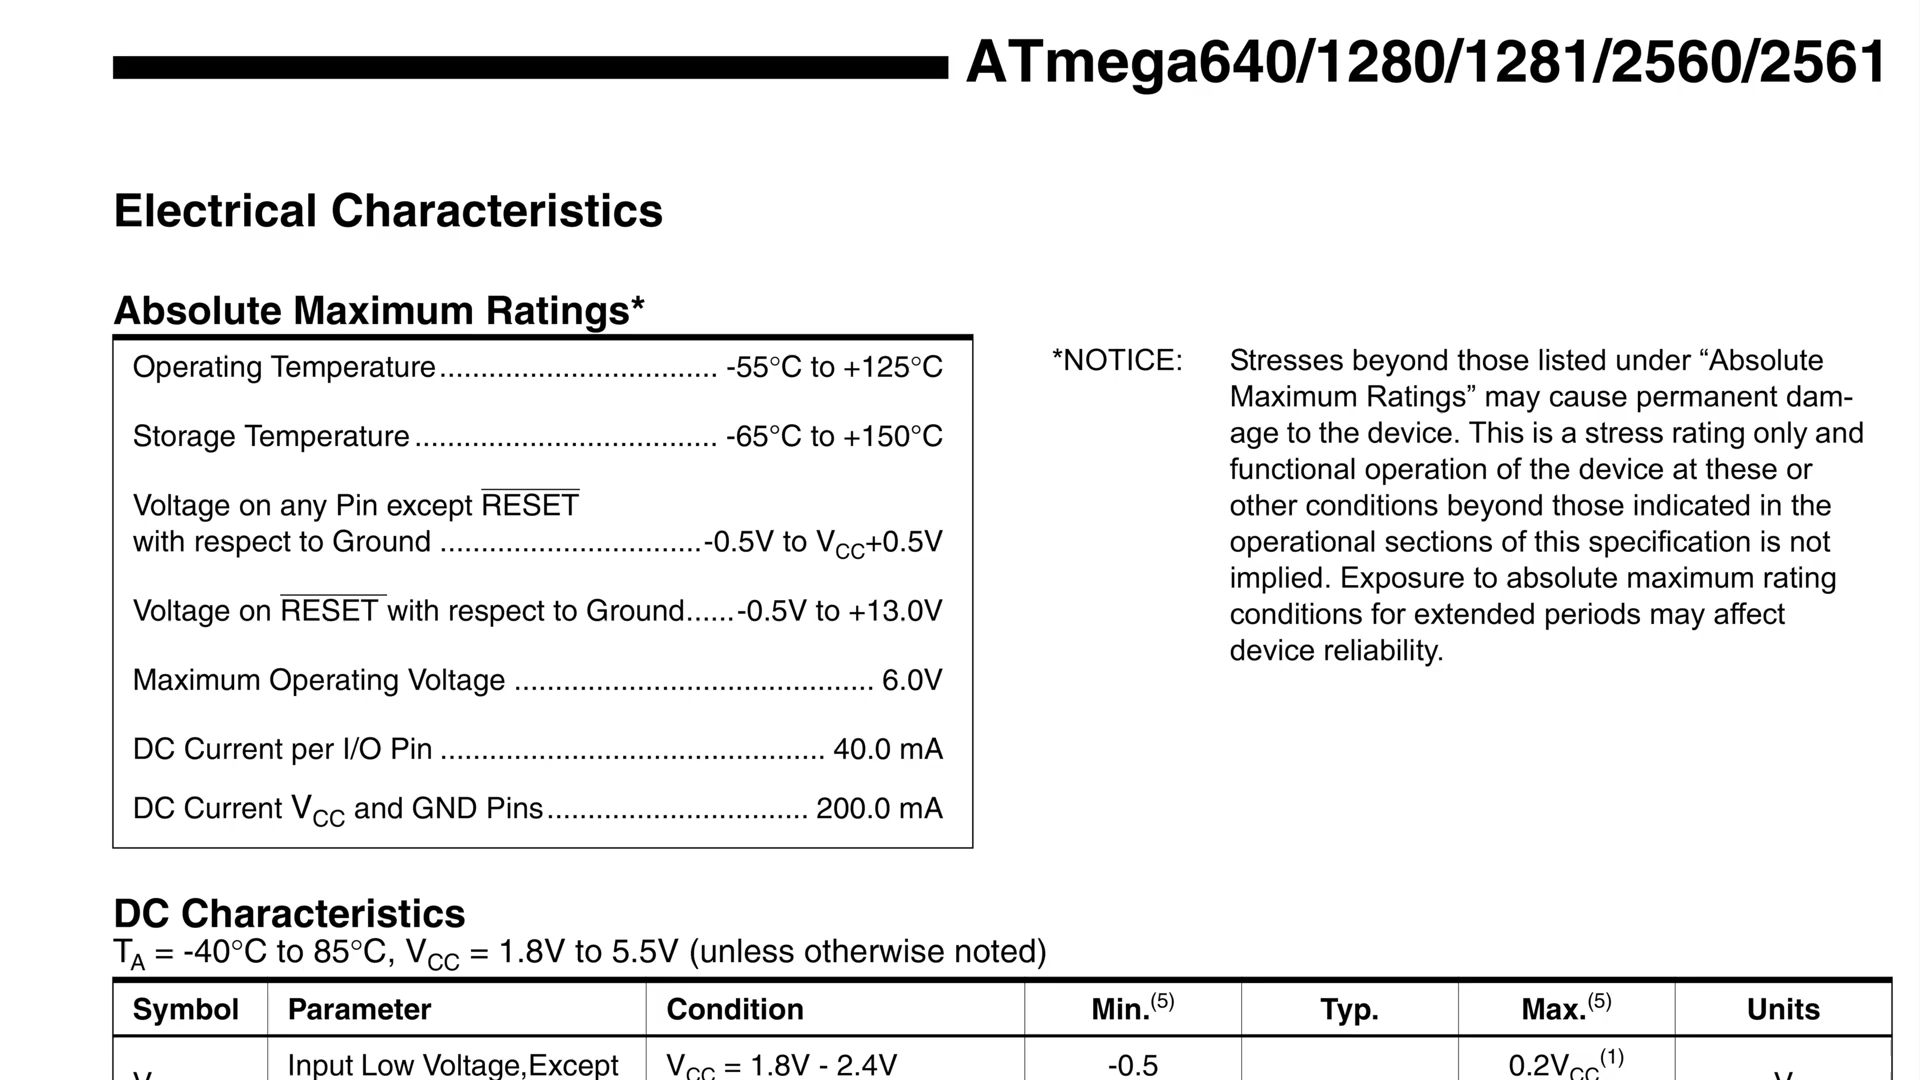 ATmega640/1280/1281/2560/2561
Electrical Characteristics
Absolute Maximum Ratings*
Operating Temperature.................................. -55°C to +125°C
Storage Temperature..................................... -65°C to +150°C
Voltage on any Pin except RESET
with respect to Ground ................................-0.5V to VCC+0.5V
Voltage on RESET with respect to Ground......-0.5V to +13.0V
Maximum Operating Voltage ............................................ 6.0V
DC Current per I/O Pin ............................................... 40.0 mA
DC Current VCC and GND Pins................................ 200.0 mA
*NOTICE: Stresses beyond those listed under “Absolute
Maximum Ratings” may cause permanent dam-
age to the device. This is a stress rating only and
functional operation of the device at these or
other conditions beyond those indicated in the
operational sections of this specification is not
implied. Exposure to absolute maximum rating
conditions for extended periods may affect
device reliability.
DC Characteristics
TA = -40°C to 85°C, VCC = 1.8V to 5.5V (unless otherwise noted)
Symbol Parameter Condition Min.(5) Typ. Max.(5) Units
Input Low Voltage,Except VCC = 1.8V - 2.4V -0.5 0.2VCC(1)